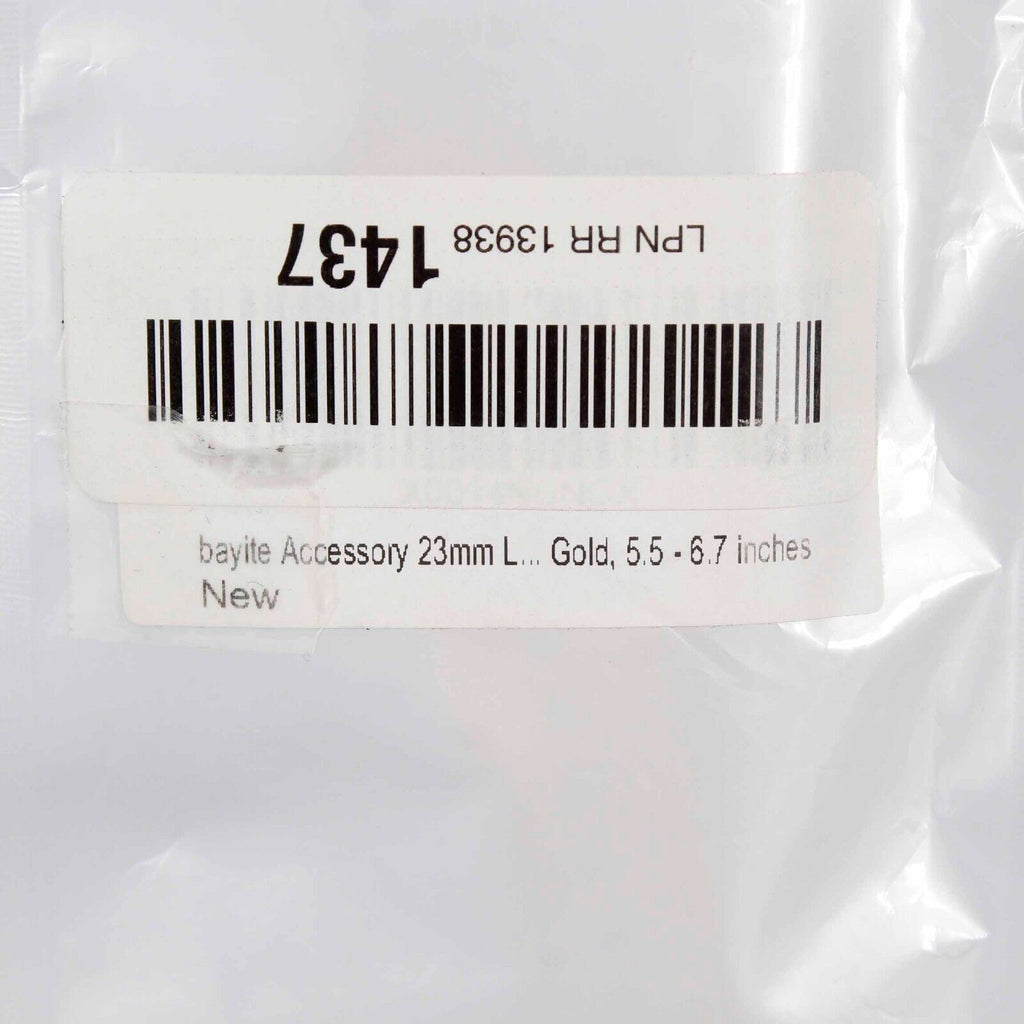 LPN RR 13938 1437
bayite Accessory 23mm L... Gold, 5.5 - 6.7 inches
New